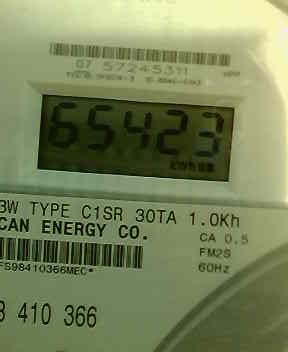 07 57245311
65423
3W TYPE C1SR 30TA 1.0Kh
CAN ENERGY CO.
CA 0.5
FM2S
FS98410366MEC*
60Hz
410 366